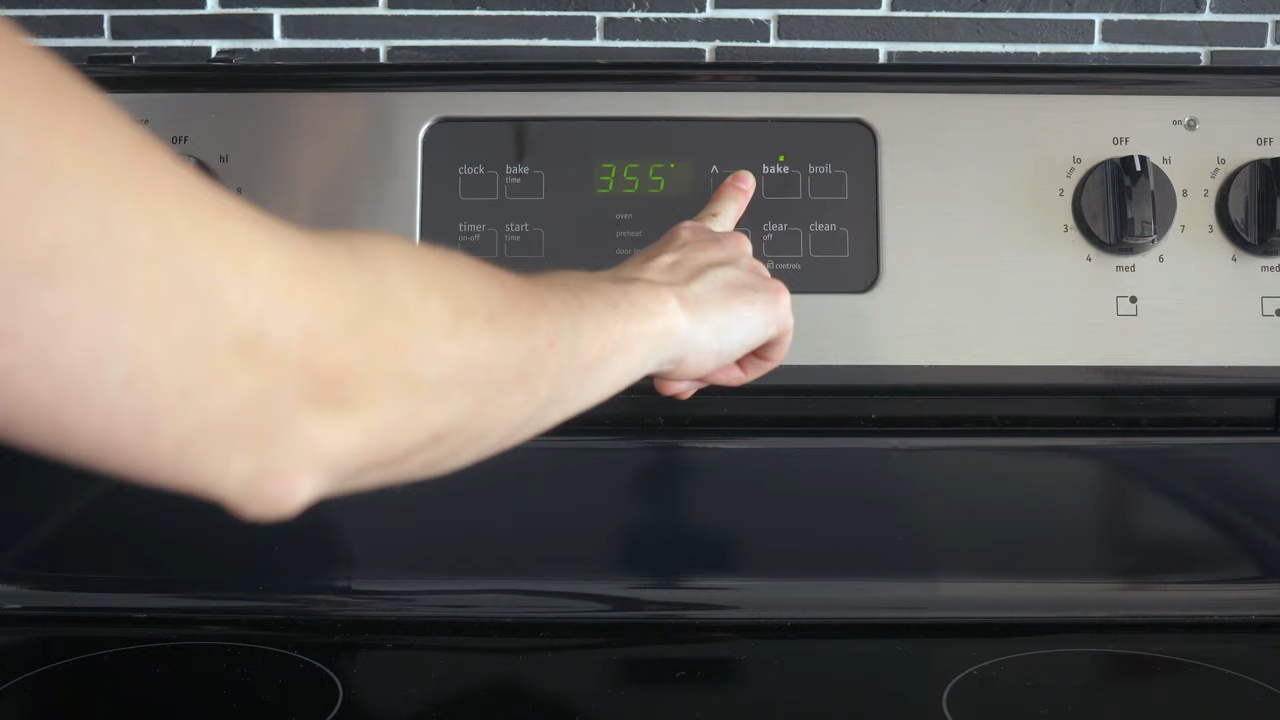 OFF
hi
8
clock
bake
time
355°
^
bake
broil
timer
on-off
start
time
oven
preheat
clear
off
clean
controls
on
OFF
lo
hi
sim
2
8
3
7
4
6
med
OFF
lo
sim
2
3
4
med